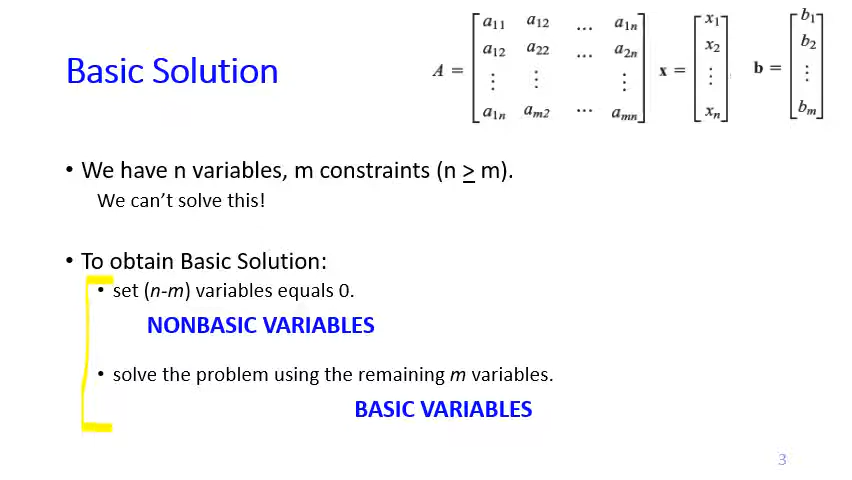 Basic Solution
A = [ a11 a12 ... a1n
a12 a22 ... a2n
⋮ ⋮ ⋮
a1n am2 ... amn ]
x = [ x1
x2
⋮
xn ]
b = [ b1
b2
⋮
bm ]
• We have n variables, m constraints (n ≥ m).
We can’t solve this!
• To obtain Basic Solution:
• set (n-m) variables equals 0.
NONBASIC VARIABLES
• solve the problem using the remaining m variables.
BASIC VARIABLES
3